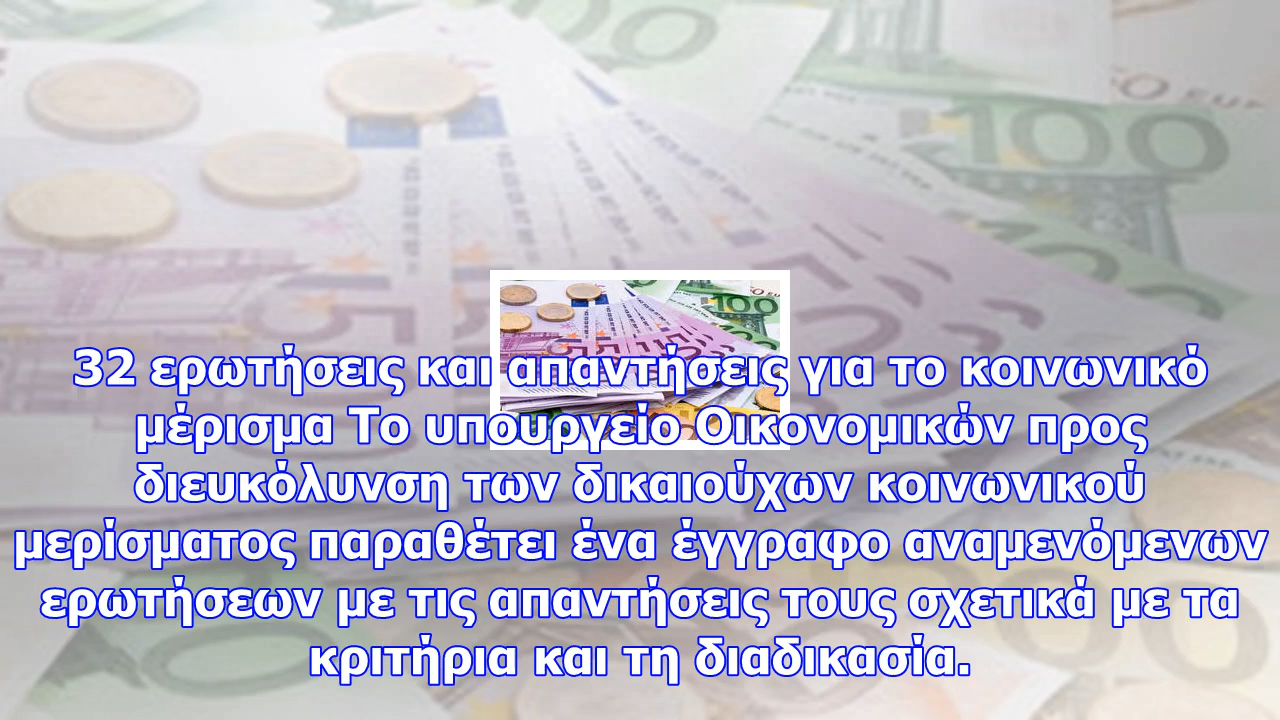 32 ερωτήσεις και απαντήσεις για το κοινωνικό
μέρισμα Το υπουργείο Οικονομικών προς
διευκόλυνση των δικαιούχων κοινωνικού
μερίσματος παραθέτει ένα έγγραφο αναμενόμενων
ερωτήσεων με τις απαντήσεις τους σχετικά με τα
κριτήρια και τη διαδικασία.